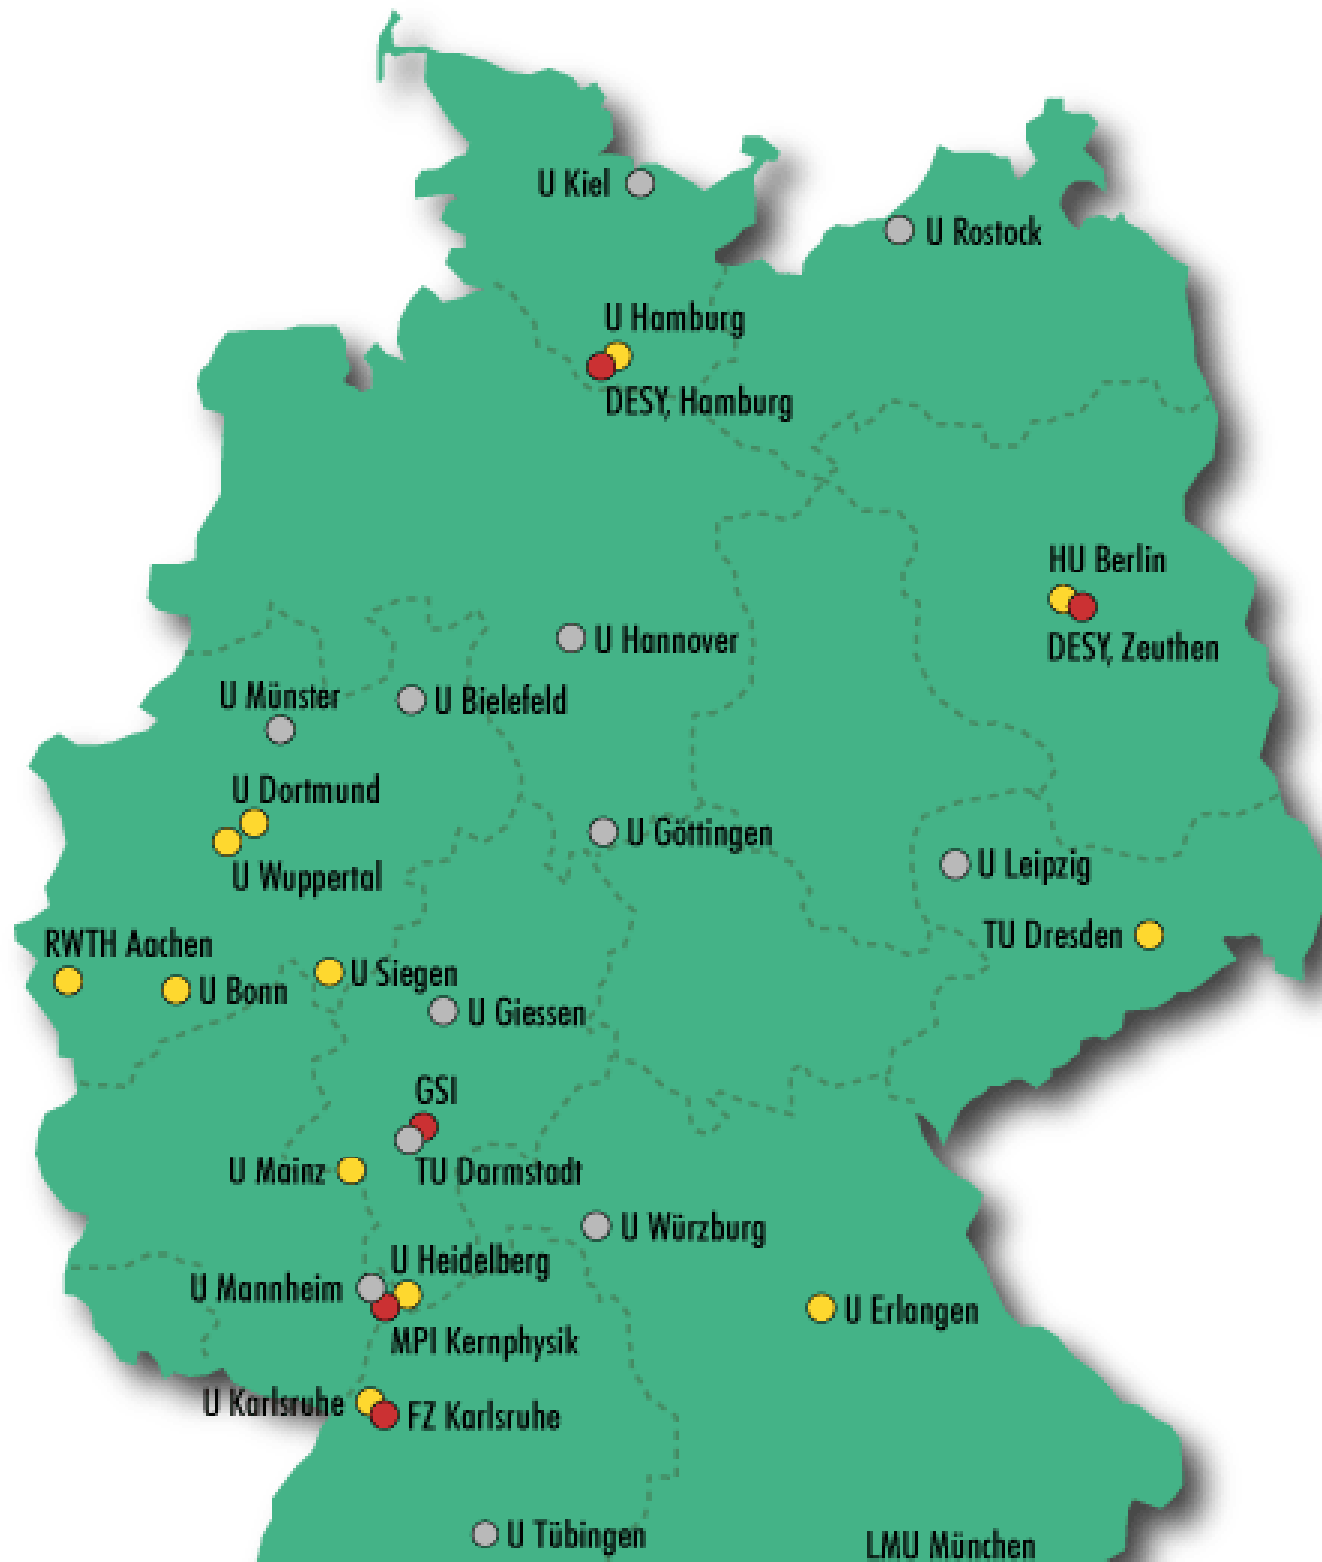 U Kiel
U Rostock
U Hamburg
DESY, Hamburg
HU Berlin
DESY, Zeuthen
U Hannover
U Münster
U Bielefeld
U Dortmund
U Göttingen
U Wuppertal
U Leipzig
TU Dresden
RWTH Aachen
U Siegen
U Bonn
U Giessen
GSI
U Mainz
TU Darmstadt
U Würzburg
U Heidelberg
U Mannheim
U Erlangen
MPI Kernphysik
U Karlsruhe
FZ Karlsruhe
U Tübingen
LMU München